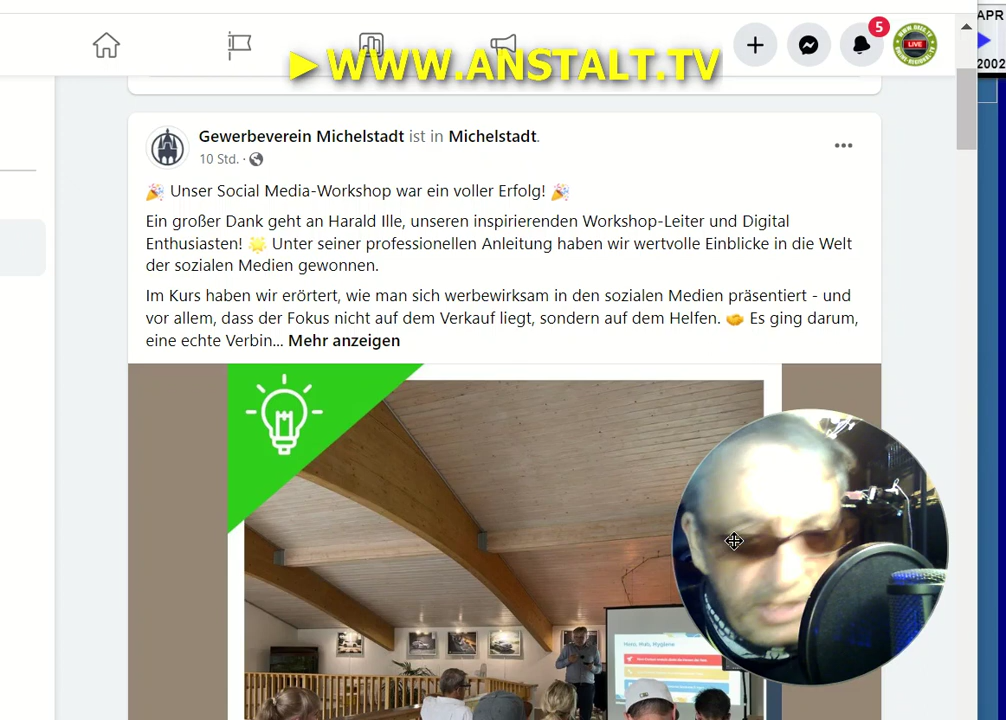 APR
5
►WWW.ANSTALT.TV
LIVE
2002
Gewerbeverein Michelstadt ist in Michelstadt.
10 Std. ·
🎉 Unser Social Media-Workshop war ein voller Erfolg! 🎉
Ein großer Dank geht an Harald Ille, unseren inspirierenden Workshop-Leiter und Digital
Enthusiasten! 🌟 Unter seiner professionellen Anleitung haben wir wertvolle Einblicke in die Welt
der sozialen Medien gewonnen.
Im Kurs haben wir erörtert, wie man sich werbewirksam in den sozialen Medien präsentiert - und
vor allem, dass der Fokus nicht auf dem Verkauf liegt, sondern auf dem Helfen. 🤝 Es ging darum,
eine echte Verbin... Mehr anzeigen